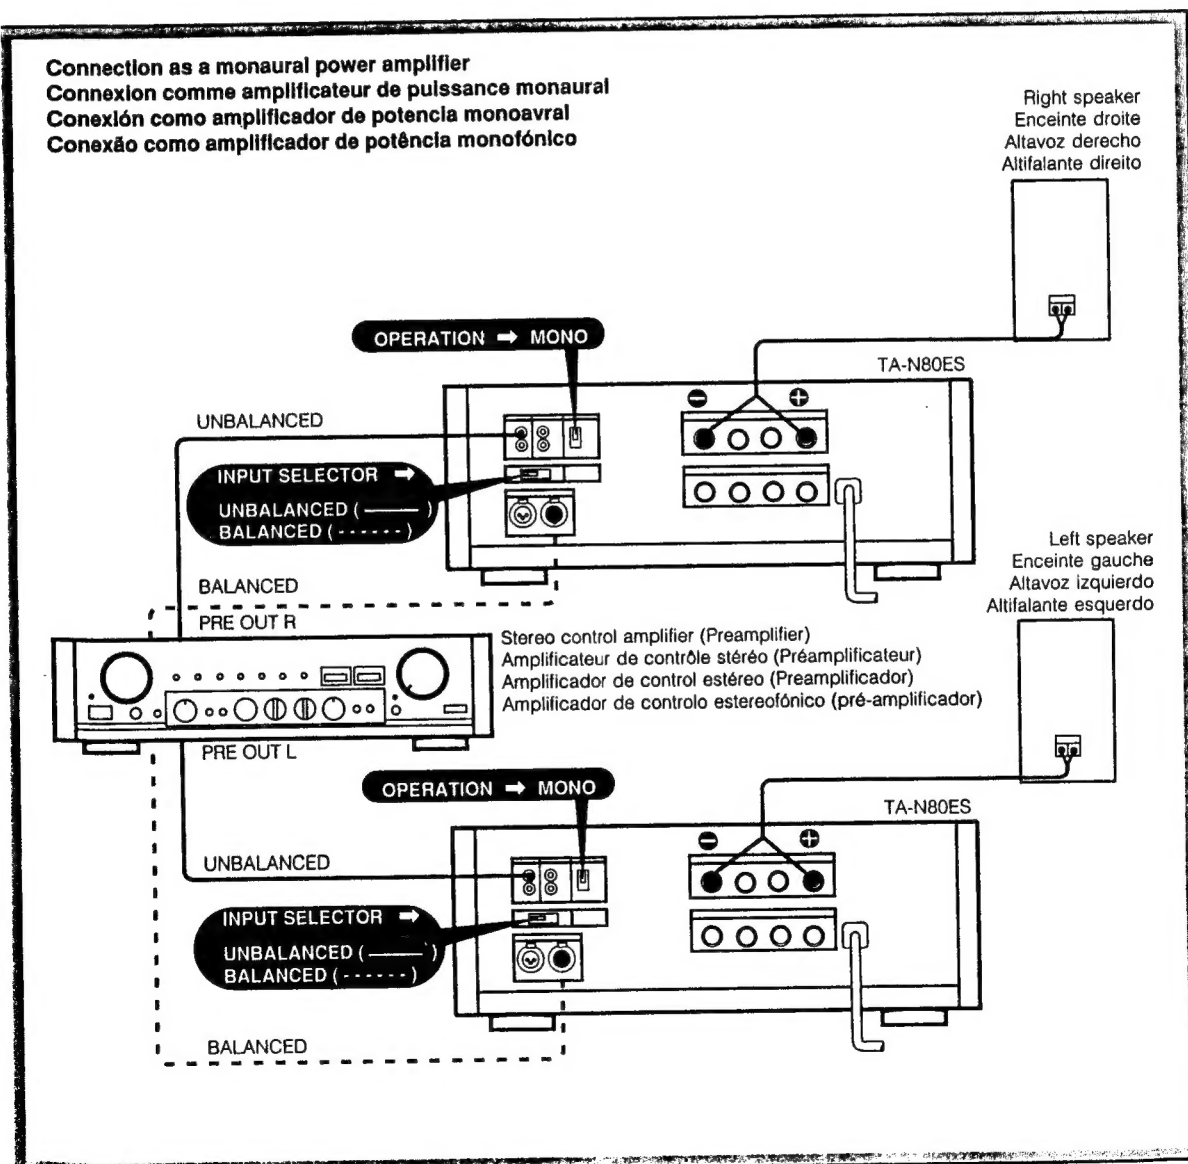 Connection as a monaural power amplifier
Connexion comme amplificateur de puissance monaural
Conexión como amplificador de potencia monoavral
Conexão como amplificador de potência monofónico
Right speaker
Enceinte droite
Altavoz derecho
Altifalante direito
OPERATION ➡ MONO
TA-N80ES
UNBALANCED
INPUT SELECTOR ➡
UNBALANCED (———)
BALANCED (------)
BALANCED
PRE OUT R
Left speaker
Enceinte gauche
Altavoz izquierdo
Altifalante esquerdo
Stereo control amplifier (Preamplifier)
Amplificateur de contrôle stéréo (Préamplificateur)
Amplificador de control estéreo (Preamplificador)
Amplificador de controlo estereofónico (pré-amplificador)
PRE OUT L
OPERATION ➡ MONO
TA-N80ES
UNBALANCED
INPUT SELECTOR ➡
UNBALANCED (———)
BALANCED (------)
BALANCED